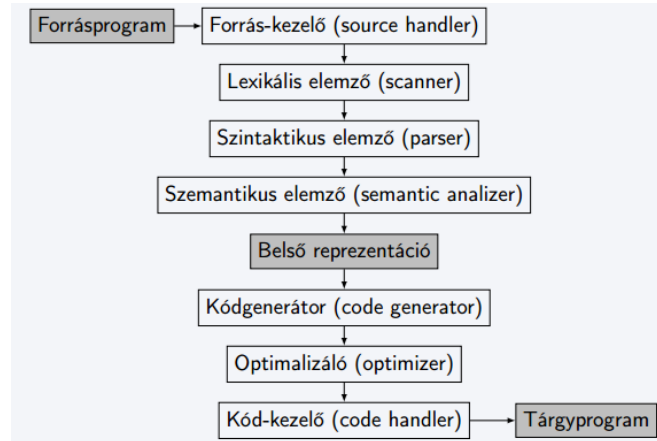 Forrásprogram
Forrás-kezelő (source handler)
Lexikális elemző (scanner)
Szintaktikus elemző (parser)
Szemantikus elemző (semantic analizer)
Belső reprezentáció
Kódgenerátor (code generator)
Optimalizáló (optimizer)
Kód-kezelő (code handler)
Tárgyprogram